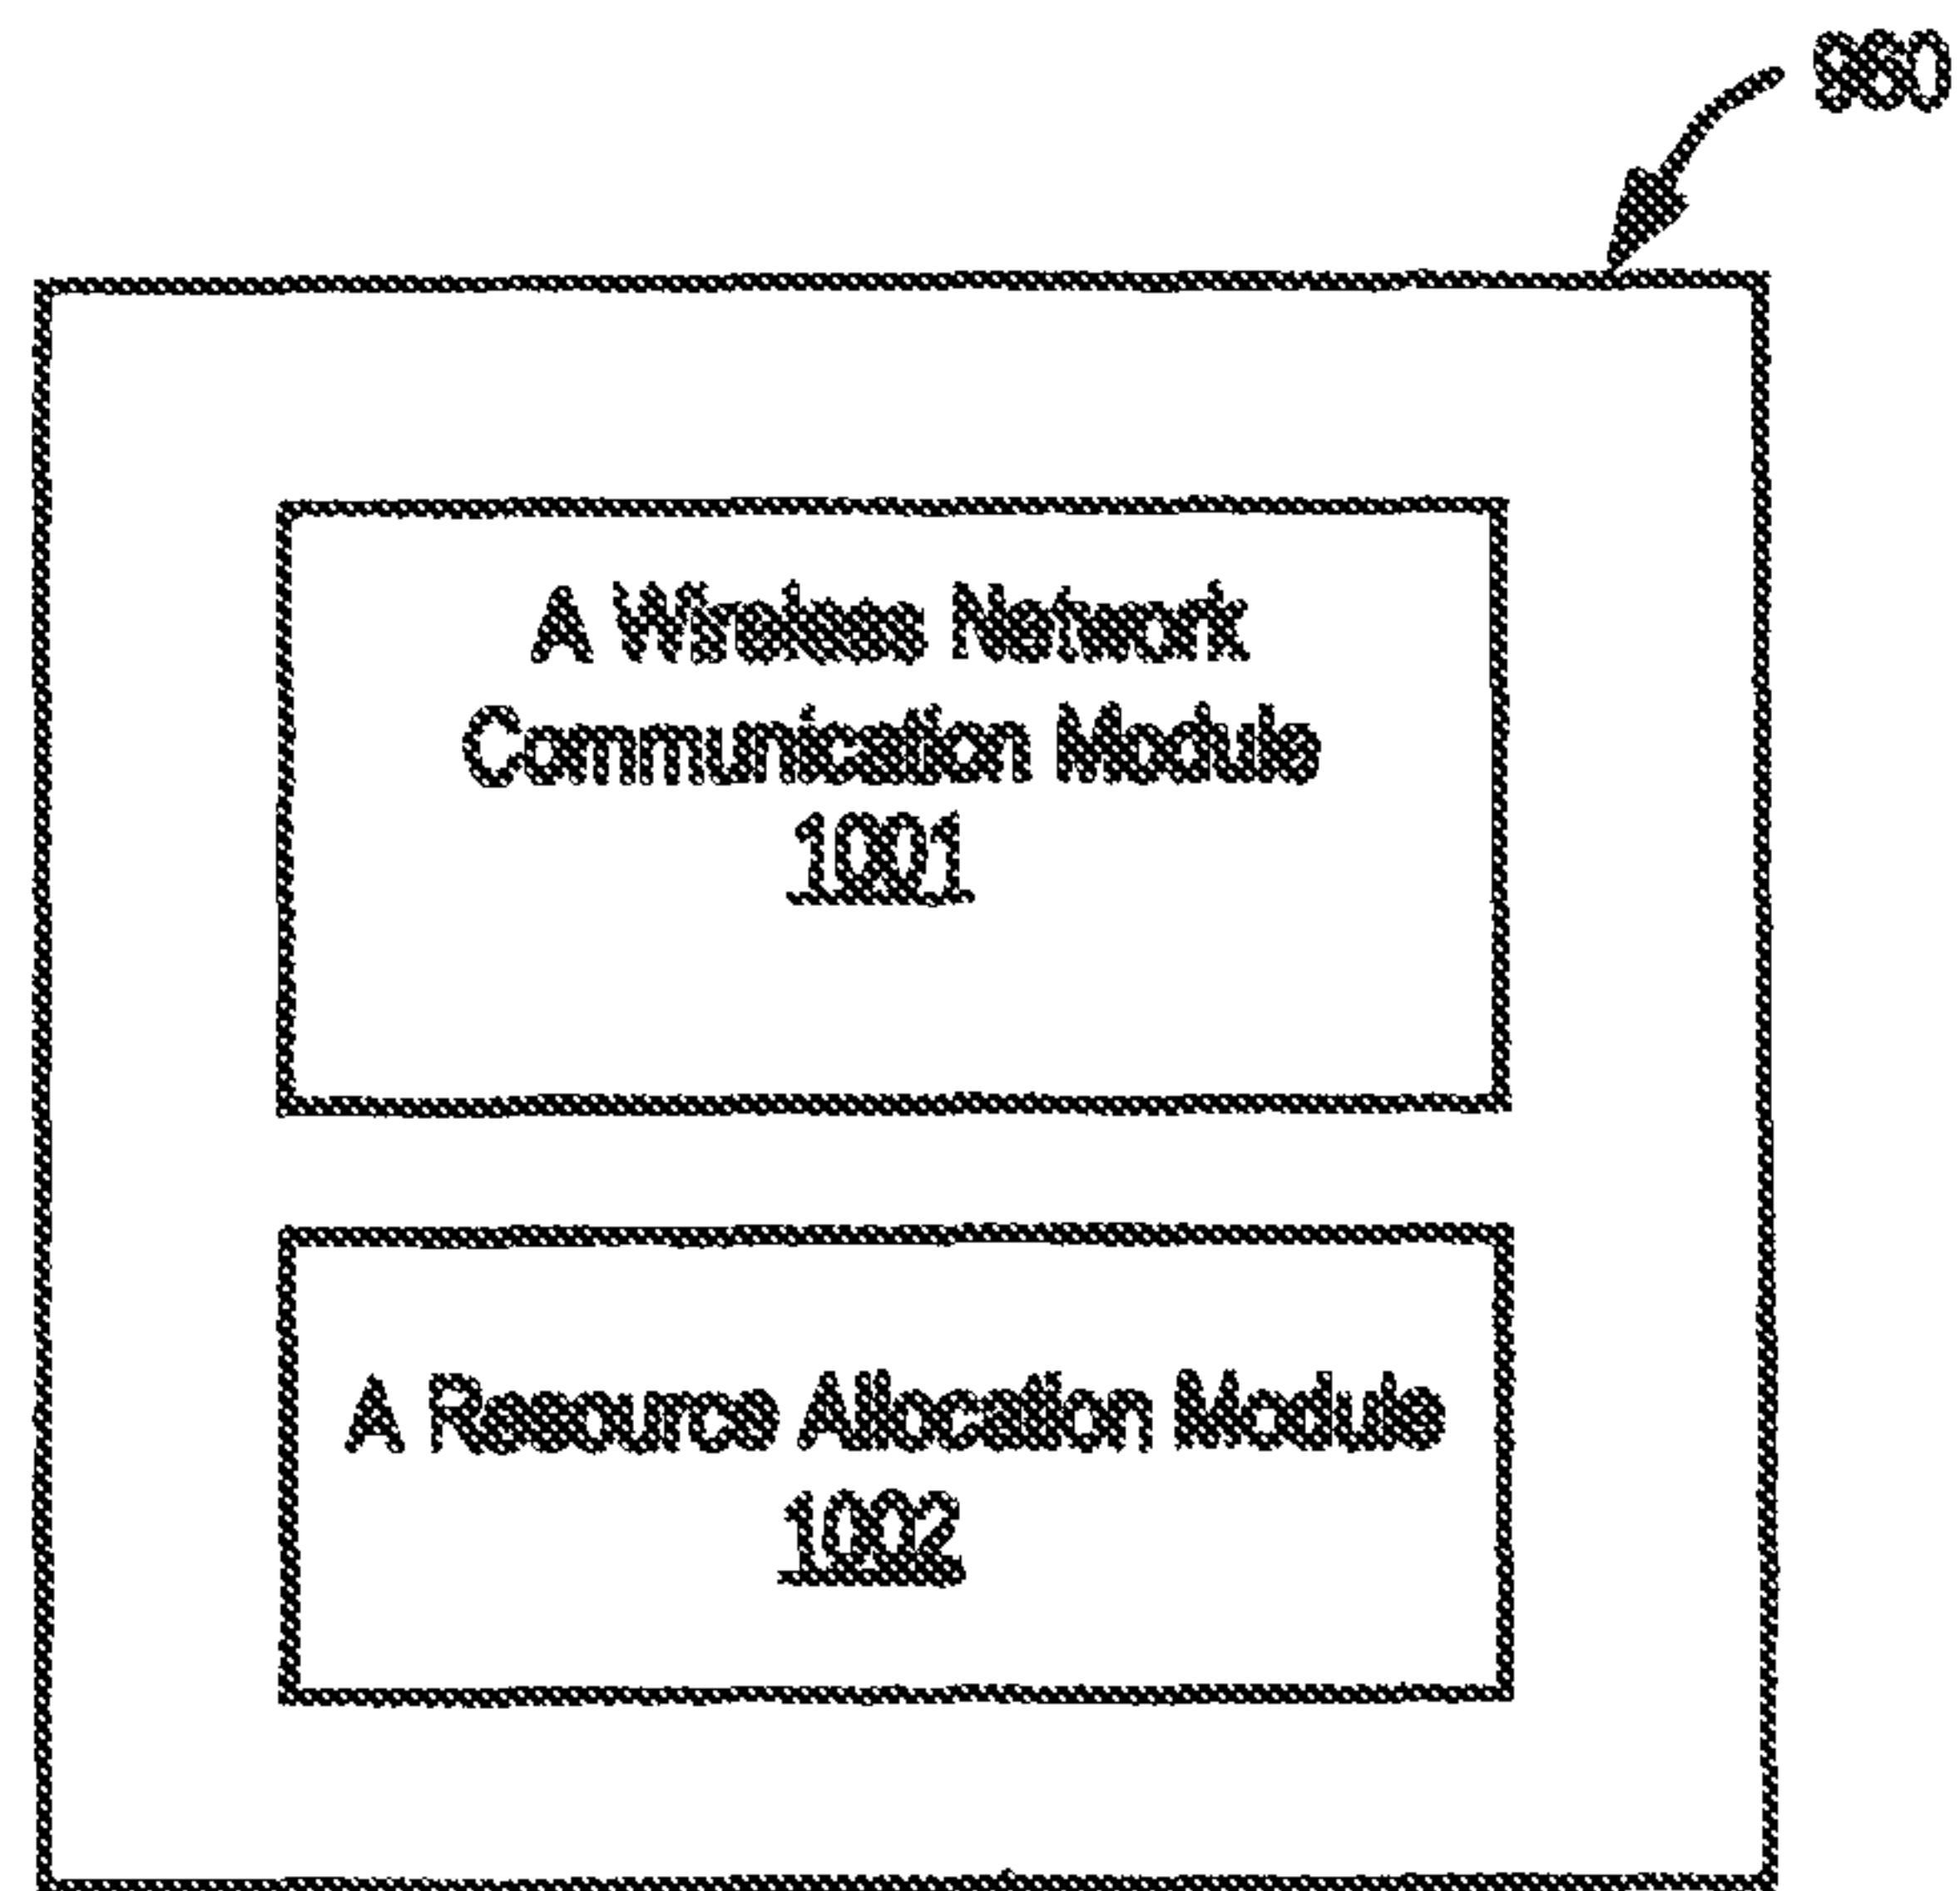 960
A Wireless Network
Communication Module
1001
A Resource Allocation Module
1002